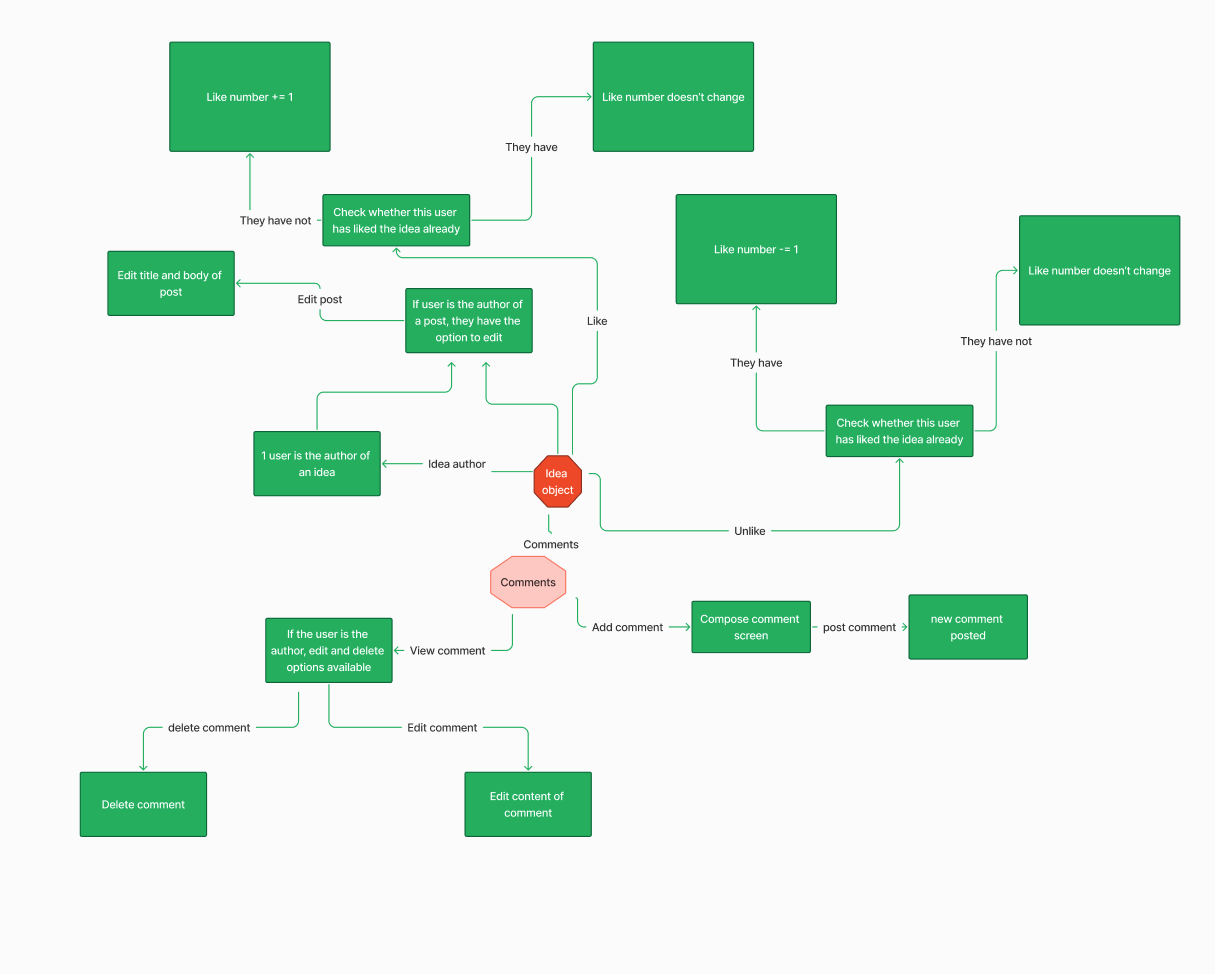 Like number += 1
Like number doesn't change
They have
They have not
Check whether this user
has liked the idea already
Like number -= 1
Like number doesn't change
Edit title and body of
post
Edit post
If user is the author of
a post, they have the
option to edit
Like
They have not
They have
Check whether this user
has liked the idea already
1 user is the author of
an idea
Idea author
Idea
object
Unlike
Comments
Comments
Add comment
Compose comment
screen
post comment
new comment
posted
If the user is the
author, edit and delete
options available
View comment
delete comment
Edit comment
Delete comment
Edit content of
comment